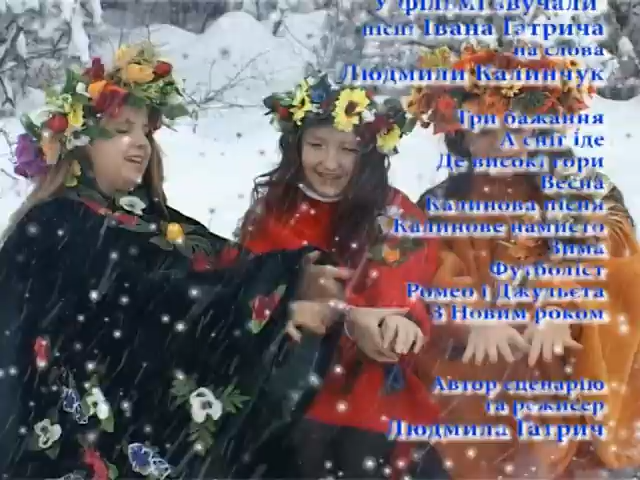 У фільмі звучали
пісні Івана Гатрича
на слова
Людмили Калинчук
Три бажання
А сніг іде
Де високі гори
Весна
Калинова пісня
Калинове намисто
Зима
Футболіст
Ромео і Джульєта
З Новим роком
Автор сценарію
та режисер
Людмила Гатрич